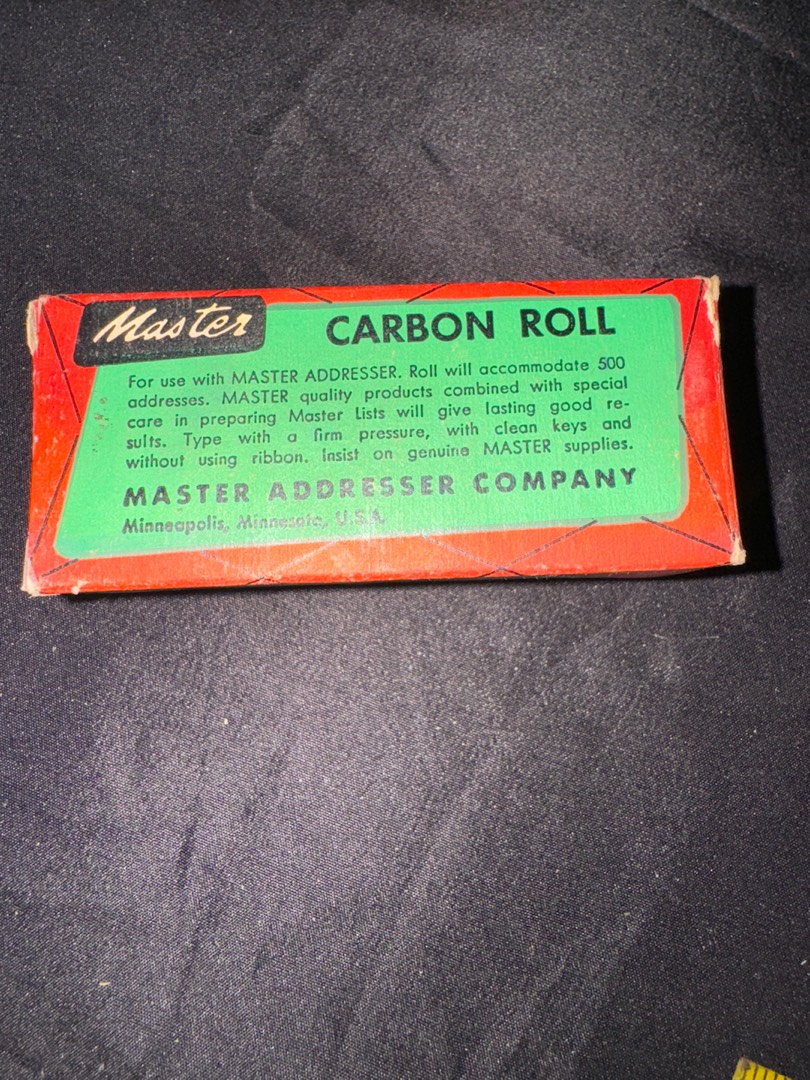 Master
CARBON ROLL
For use with MASTER ADDRESSER. Roll will accommodate 500
addresses. MASTER quality products combined with special
care in preparing Master Lists will give lasting good re-
sults. Type with a firm pressure, with clean keys and
without using ribbon. Insist on genuine MASTER supplies.
MASTER ADDRESSER COMPANY
Minneapolis, Minnesota, U.S.A.